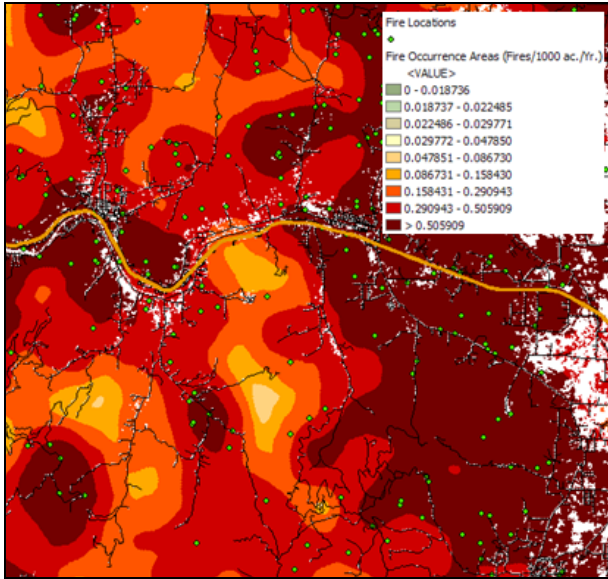 Fire Locations
Fire Occurrence Areas (Fires/1000 ac./Yr.)
<VALUE>
0 - 0.018736
0.018737 - 0.022485
0.022486 - 0.029771
0.029772 - 0.047850
0.047851 - 0.086730
0.086731 - 0.158430
0.158431 - 0.290943
0.290943 - 0.505909
> 0.505909